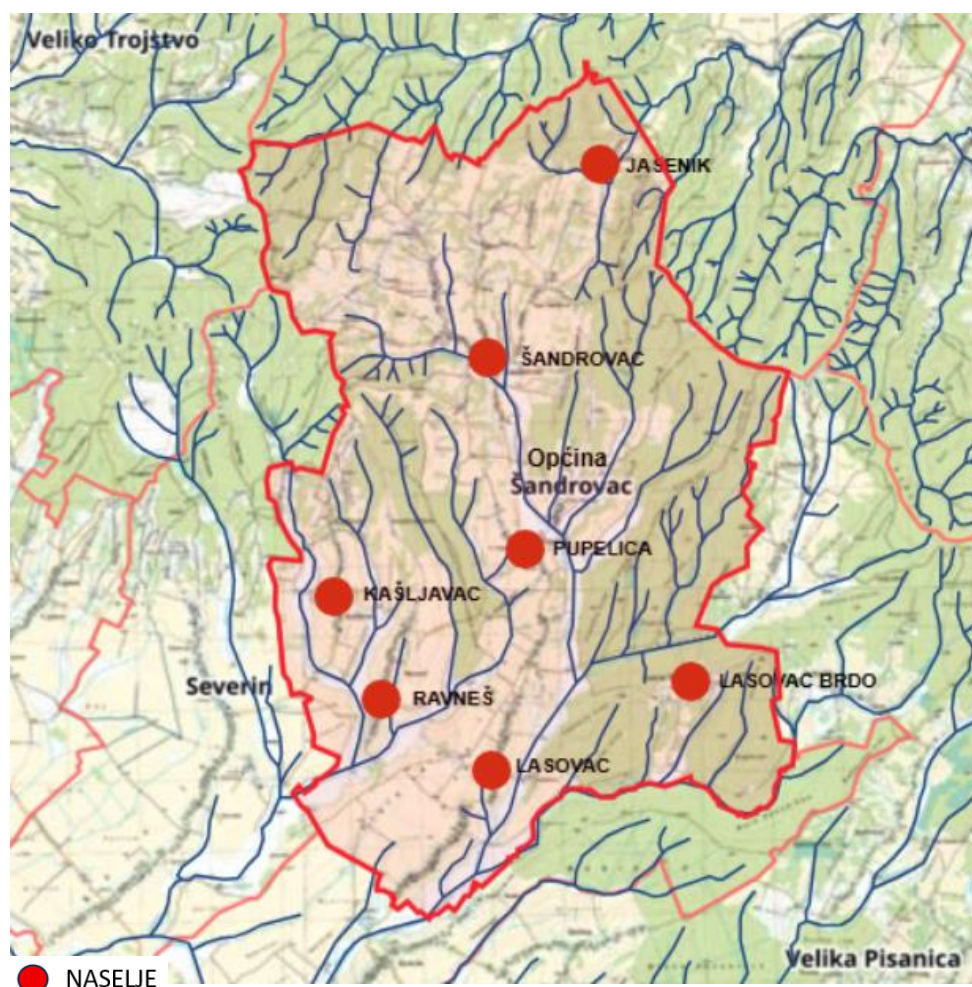 Veliko Trojstvo
JASENIK
ŠANDROVAC
Općina
Šandrovac
PUPELICA
KAŠLJAVAC
Severin
RAVNEŠ
LASOVAC BRDO
LASOVAC
Velika Pisanica
NASELJE